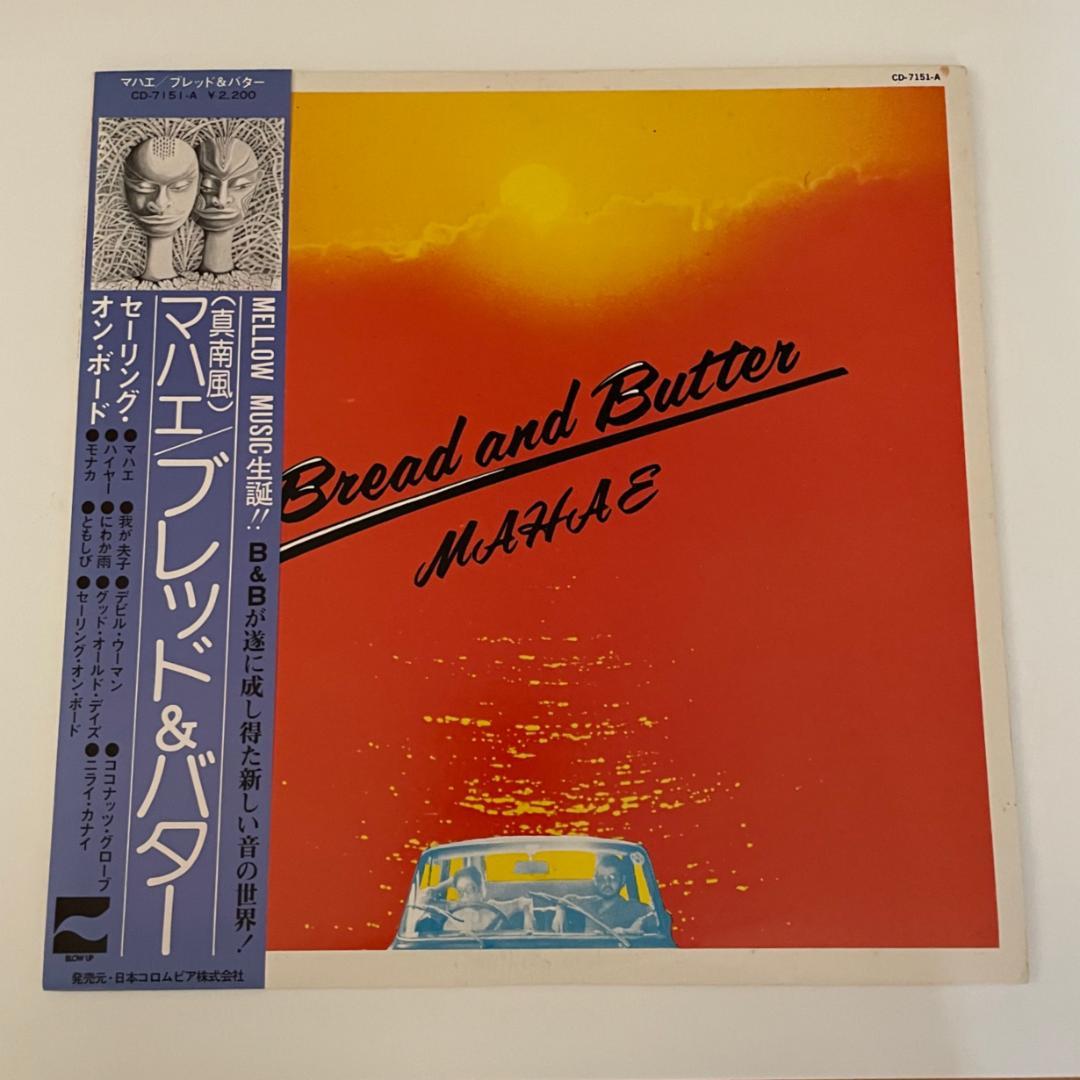 マハエ/ブレッド&バター
CD-7151-A ¥2,200
MELLOW MUSIC生誕!!
B&Bが遂に成し得た新しい音の世界!
(真南風)
マハエ/ブレッド&バター
セーリング・
オン・ボード
●マハエ
●ハイヤー
●モナカ
●我が夫子
●にわか雨
●ともしび
●デビル・ウーマン
●グッド・オールド・デイズ
●セーリング・オン・ボード
●ココナッツ・グローブ
●ニライ・カナイ
BLOW UP
発売元・日本コロムビア株式会社
CD-7151-A
Bread and Butter
MAHAE